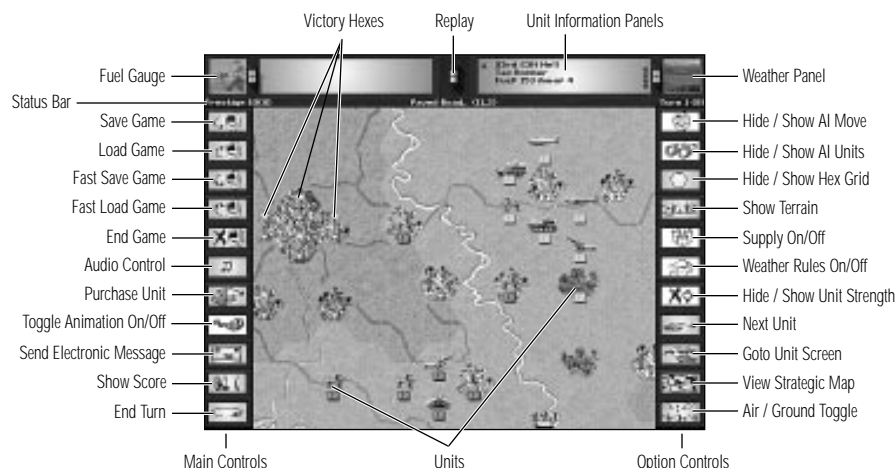 Victory Hexes
Replay
Unit Information Panels
Fuel Gauge
Weather Panel
Status Bar
Save Game
Hide / Show AI Move
Load Game
Hide / Show AI Units
Fast Save Game
Hide / Show Hex Grid
Fast Load Game
Show Terrain
End Game
Supply On/Off
Audio Control
Weather Rules On/Off
Purchase Unit
Hide / Show Unit Strength
Toggle Animation On/Off
Next Unit
Send Electronic Message
Goto Unit Screen
Show Score
View Strategic Map
End Turn
Air / Ground Toggle
Main Controls
Units
Option Controls